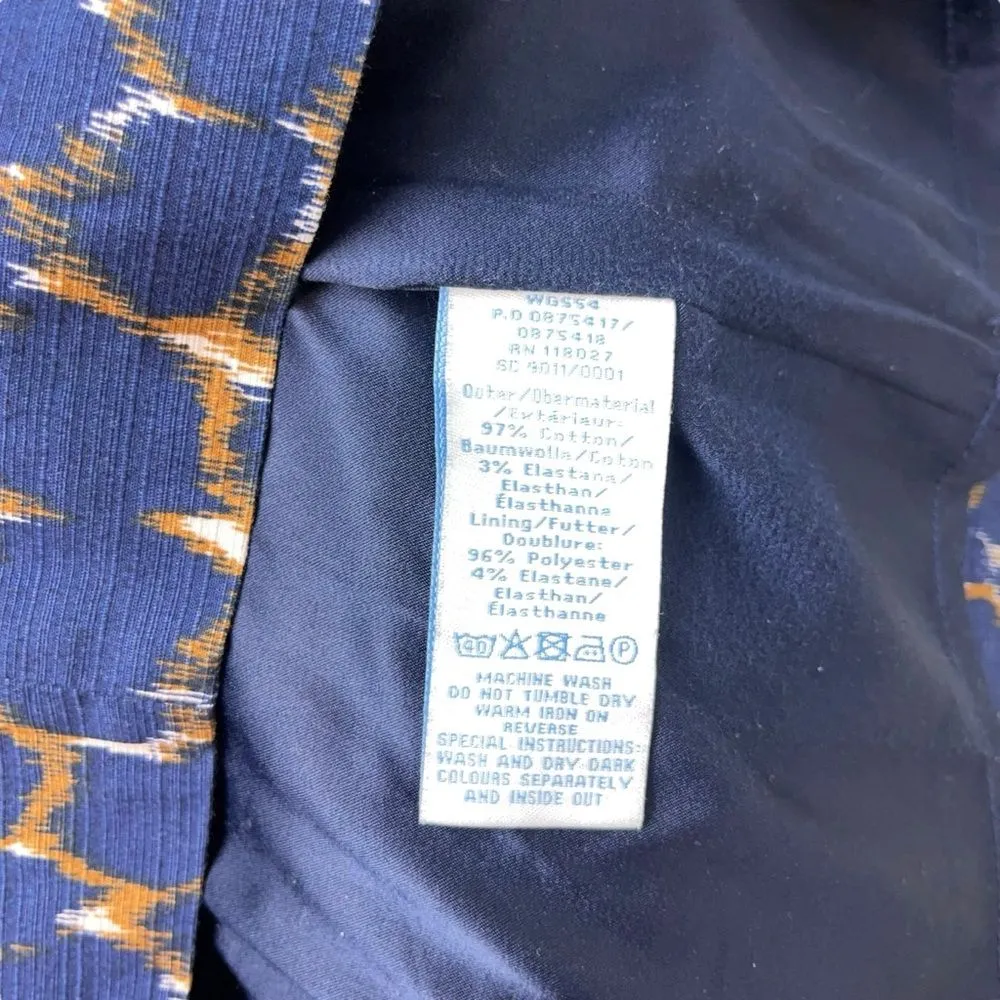 WG554
P.O 0875417/
0875418
RN 118027
SC 9011/0001
Outer/Obermaterial
/Extérieur:
97% Cotton/
Baumwolle/Coton
3% Elastane/
Elasthan/
Élasthanne
Lining/Futter/
Doublure:
96% Polyester
4% Elastane/
Elasthan/
Élasthanne
40 P
MACHINE WASH
DO NOT TUMBLE DRY
WARM IRON ON
REVERSE
SPECIAL INSTRUCTIONS:
WASH AND DRY DARK
COLOURS SEPARATELY
AND INSIDE OUT